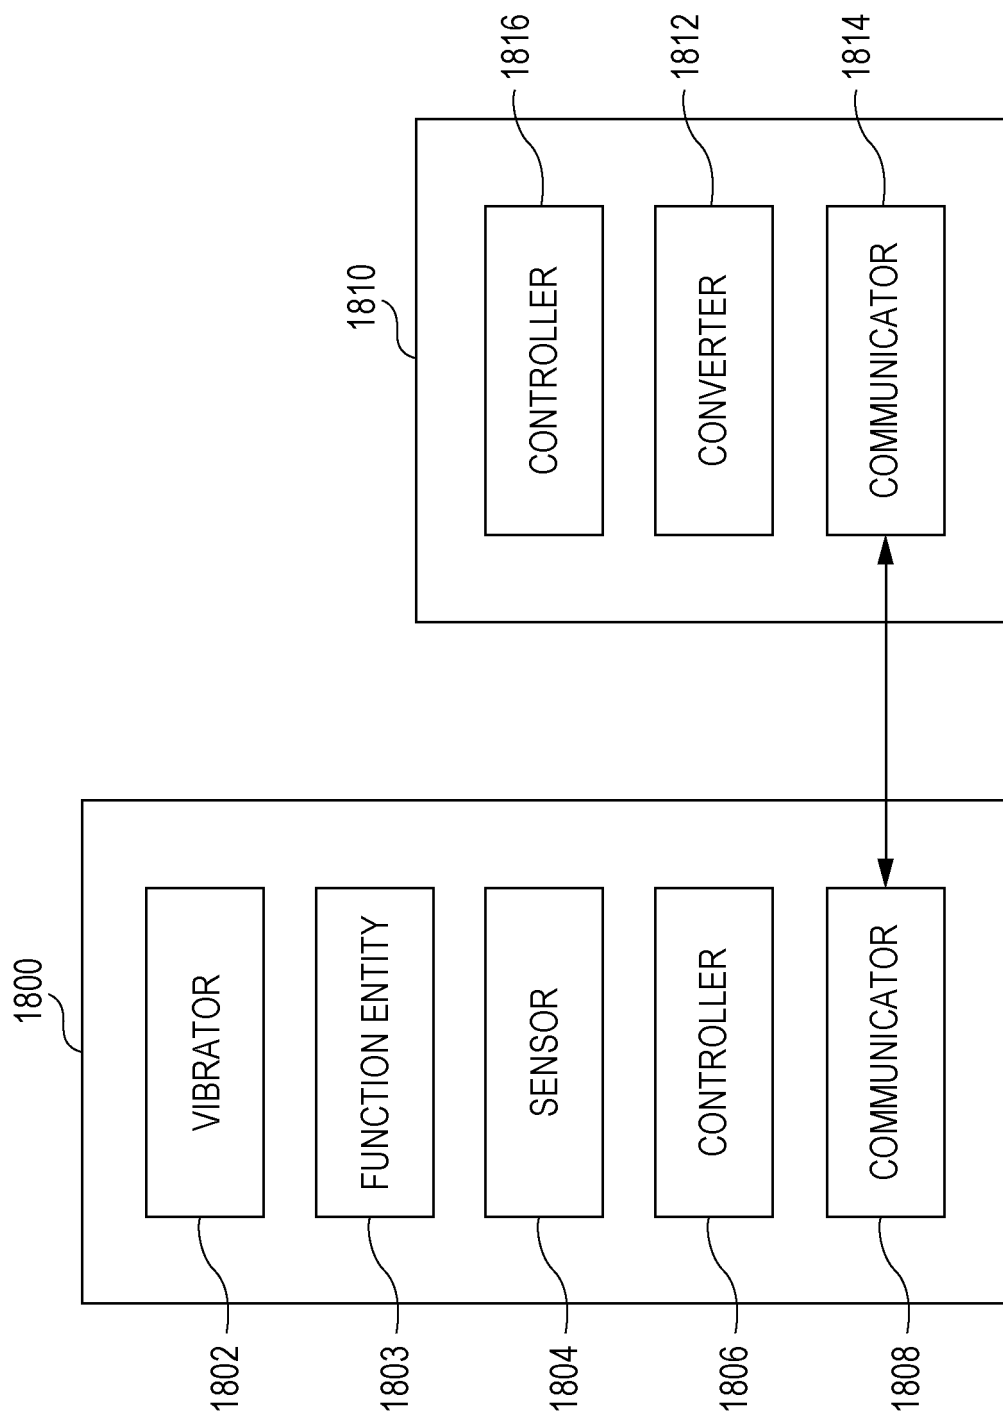 1800
1802
VIBRATOR
1803
FUNCTION ENTITY
1804
SENSOR
1806
CONTROLLER
1808
COMMUNICATOR
1810
CONTROLLER
1816
CONVERTER
1812
COMMUNICATOR
1814